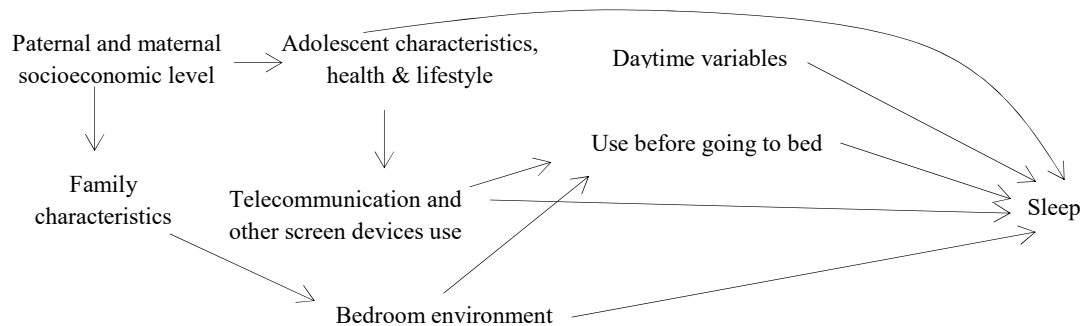 Paternal and maternal
socioeconomic level
Adolescent characteristics,
health & lifestyle
Daytime variables
Use before going to bed
Family
characteristics
Telecommunication and
other screen devices use
Sleep
Bedroom environment